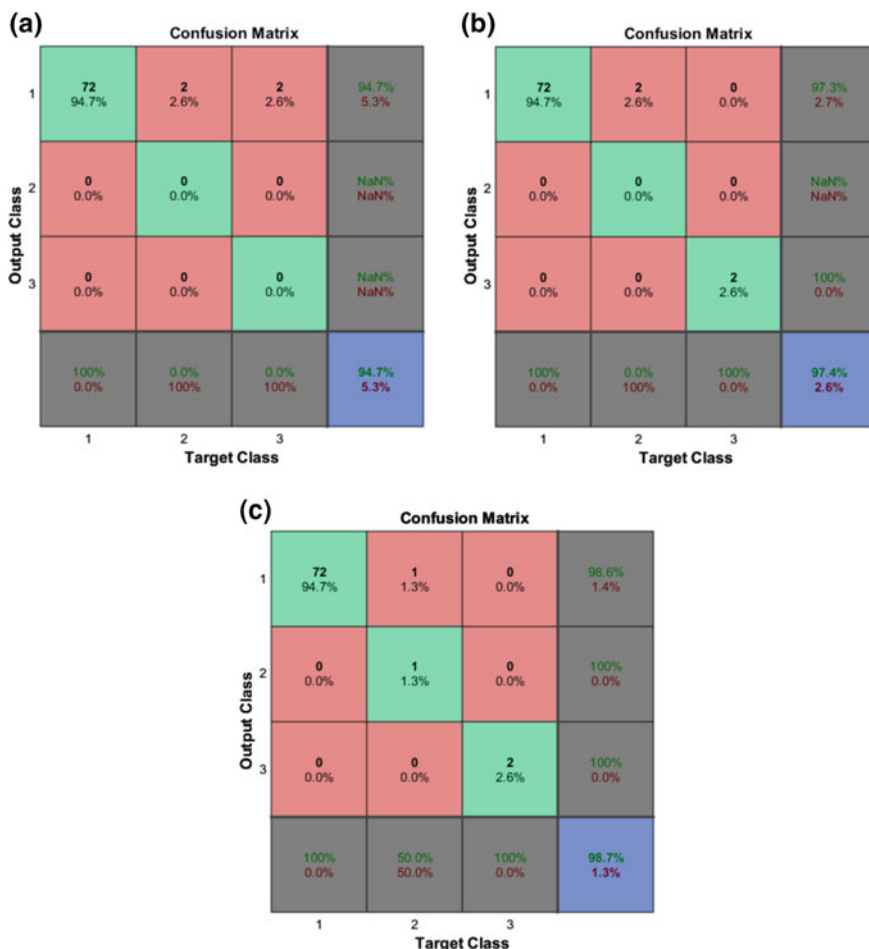 (a)
Confusion Matrix
Output Class
1
72 2 2 94.7%
94.7% 2.6% 2.6% 5.3%
2
0 0 0 NaN%
0.0% 0.0% 0.0% NaN%
3
0 0 0 NaN%
0.0% 0.0% 0.0% NaN%
100% 0.0% 0.0% 94.7%
0.0% 100% 100% 5.3%
1 2 3
Target Class
(b)
Confusion Matrix
Output Class
1
72 2 0 97.3%
94.7% 2.6% 0.0% 2.7%
2
0 0 0 NaN%
0.0% 0.0% 0.0% NaN%
3
0 0 2 100%
0.0% 0.0% 2.6% 0.0%
100% 0.0% 100% 97.4%
0.0% 100% 0.0% 2.6%
1 2 3
Target Class
(c)
Confusion Matrix
Output Class
1
72 1 0 98.6%
94.7% 1.3% 0.0% 1.4%
2
0 1 0 100%
0.0% 1.3% 0.0% 0.0%
3
0 0 2 100%
0.0% 0.0% 2.6% 0.0%
100% 50.0% 100% 98.7%
0.0% 50.0% 0.0% 1.3%
1 2 3
Target Class